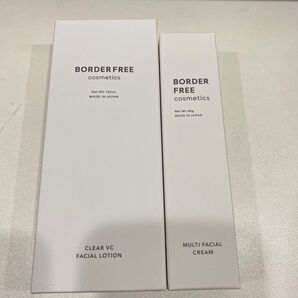 BORDER FREE
cosmetics
Net Wt. 150mL
MADE IN JAPAN
CLEAR VC
FACIAL LOTION
BORDER
FREE
cosmetics
Net Wt. 40g
MADE IN JAPAN
MULTI FACIAL
CREAM